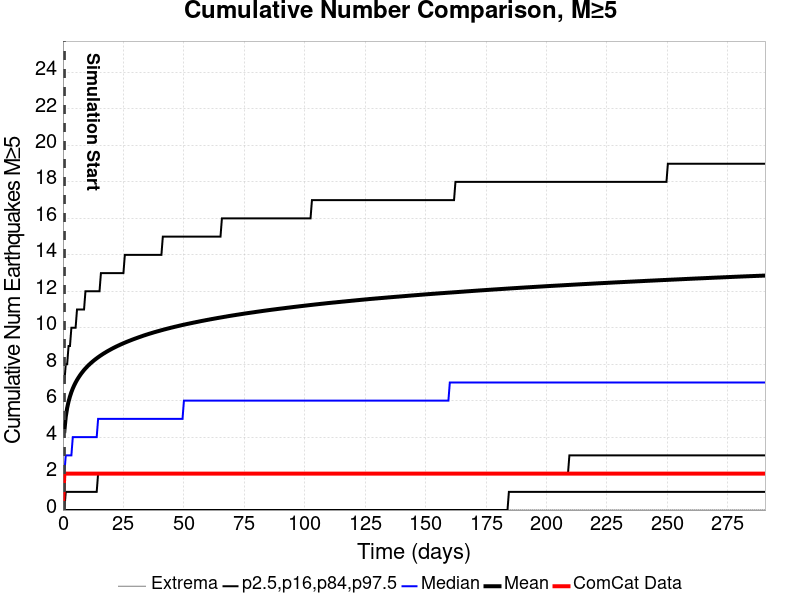 Cumulative Number Comparison, M≥5
Cumulative Num Earthquakes M≥5
24
22
20
18
16
14
12
10
8
6
4
2
0
Simulation Start
0 25 50 75 100 125 150 175 200 225 250 275
Time (days)
Extrema p2.5,p16,p84,p97.5 Median Mean ComCat Data